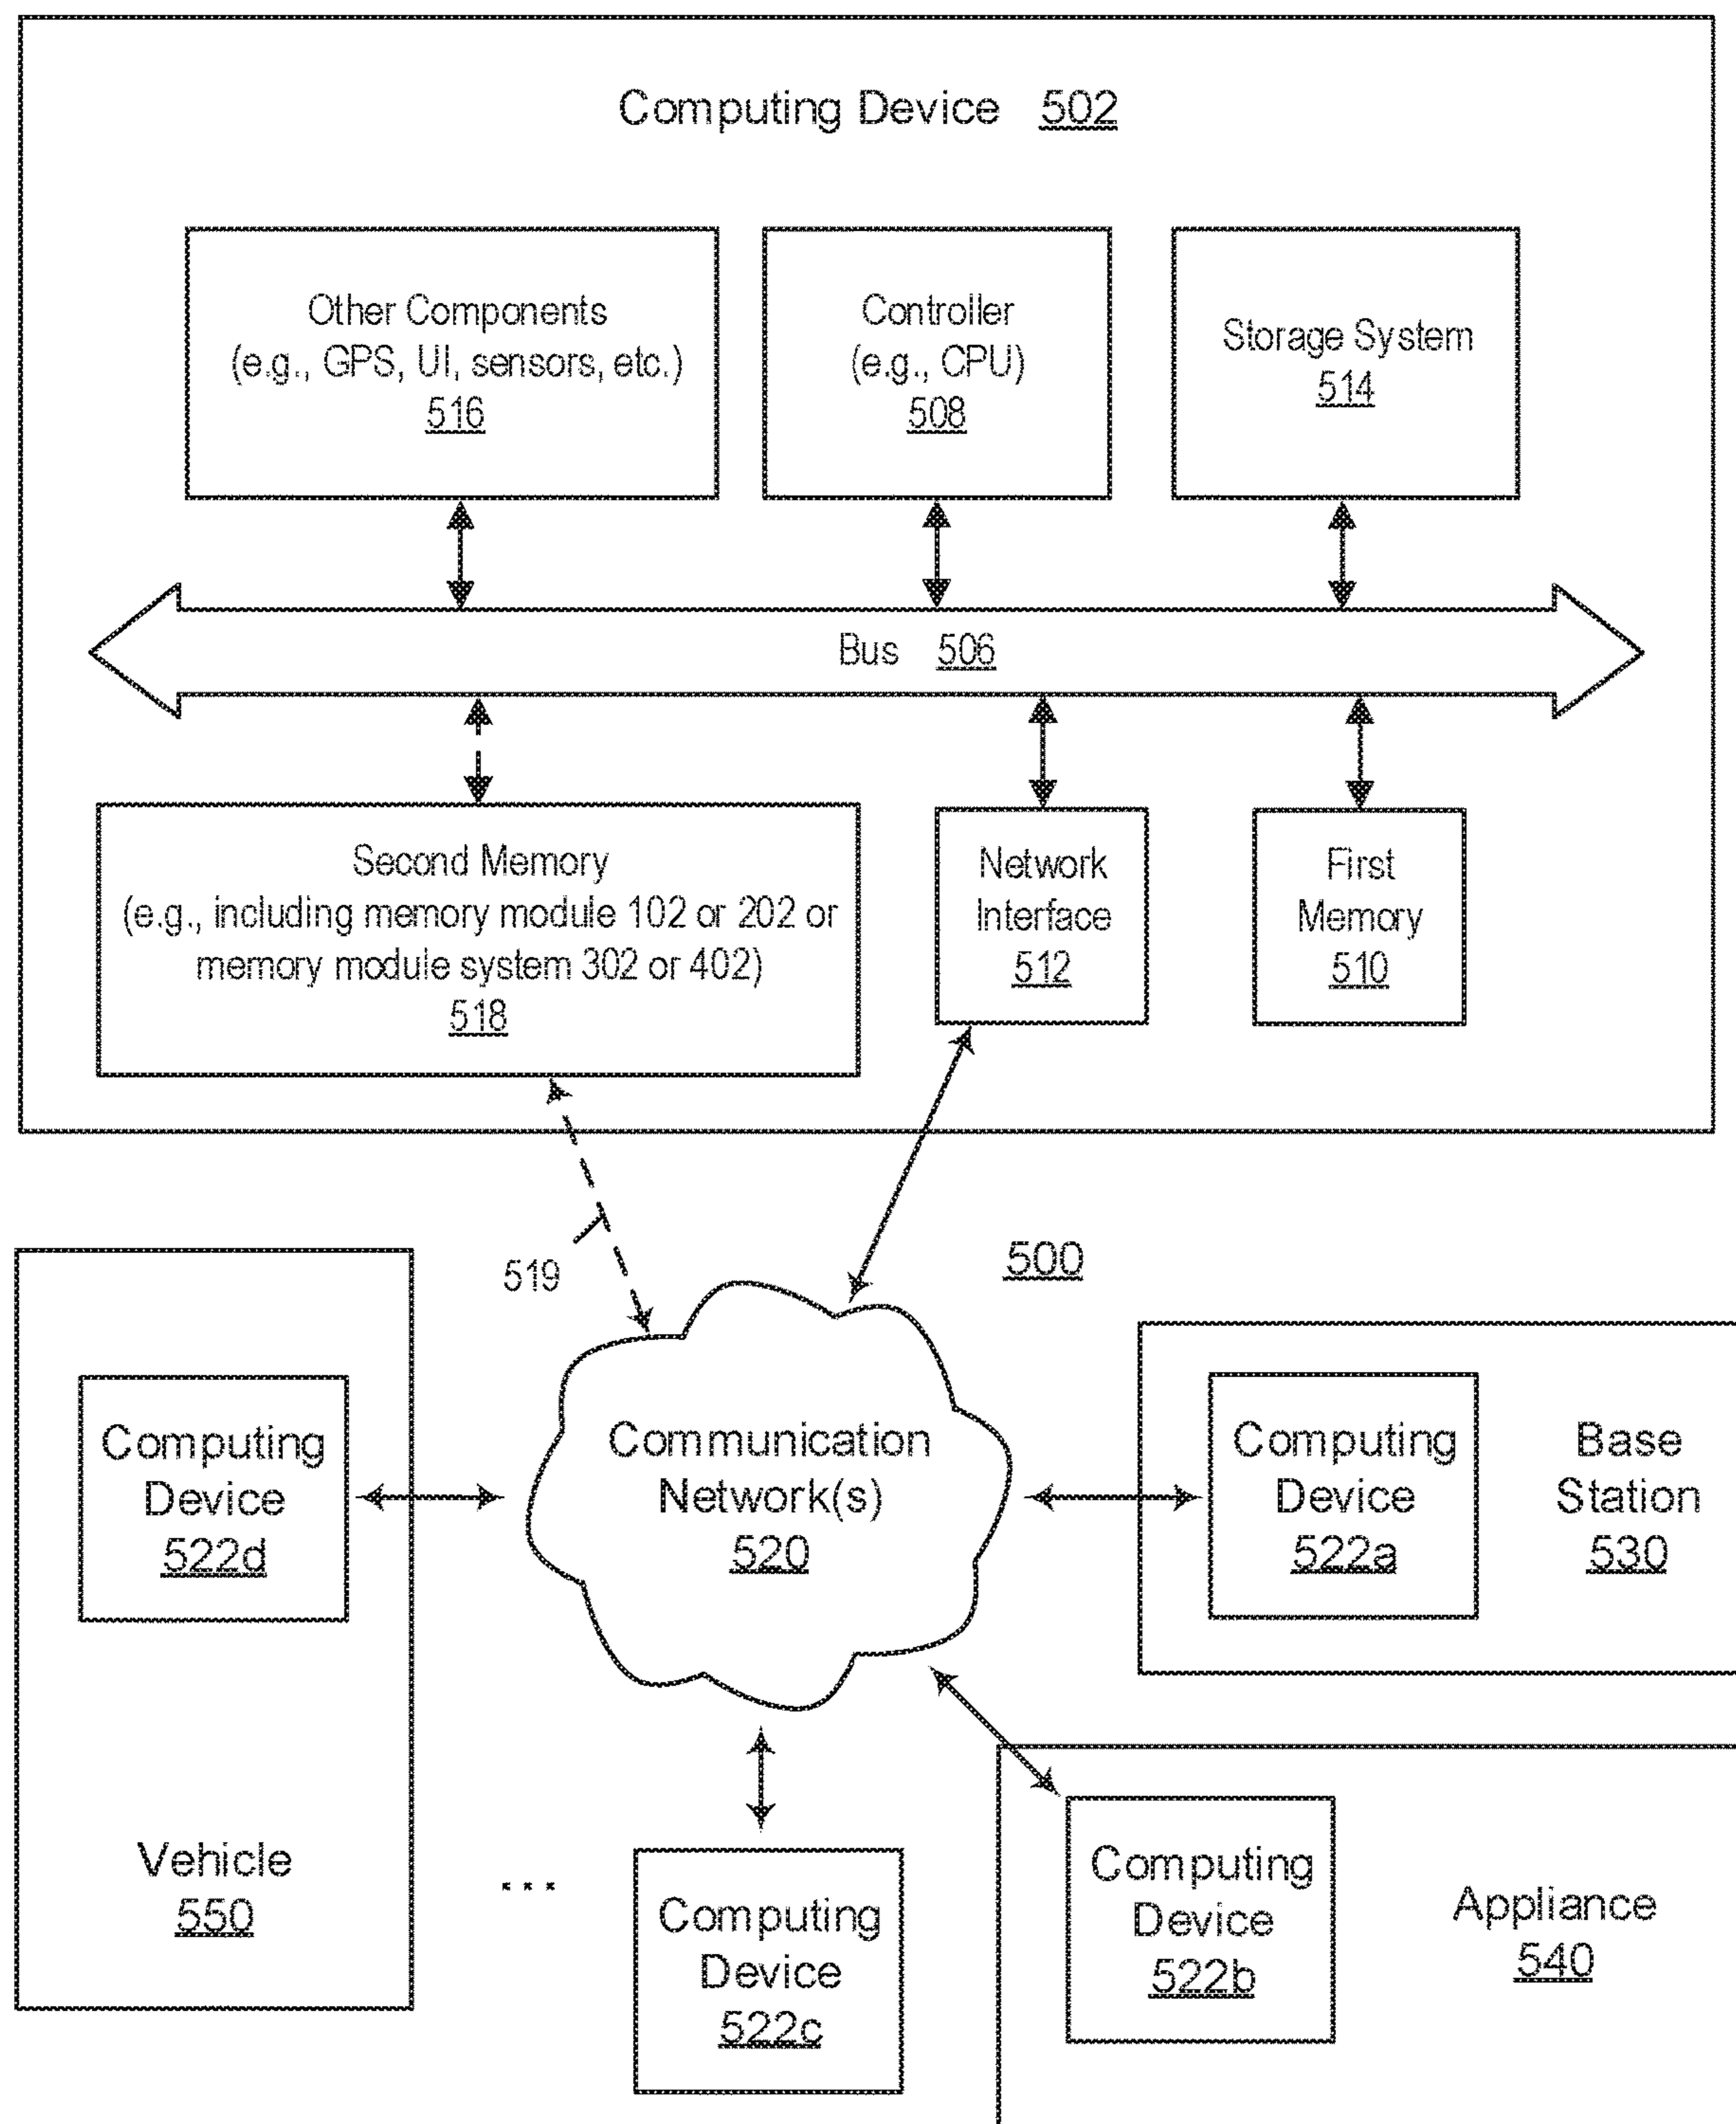 Computing Device 502
Other Components
(e.g., GPS, UI, sensors, etc.)
516
Controller
(e.g., CPU)
508
Storage System
514
Bus 506
Second Memory
(e.g., including memory module 102 or 202 or
memory module system 302 or 402)
518
Network
Interface
512
First
Memory
510
519
500
Computing
Device
522d
Vehicle
550
Communication
Network(s)
520
Computing
Device
522a
Base
Station
530
...
Computing
Device
522c
Computing
Device
522b
Appliance
540